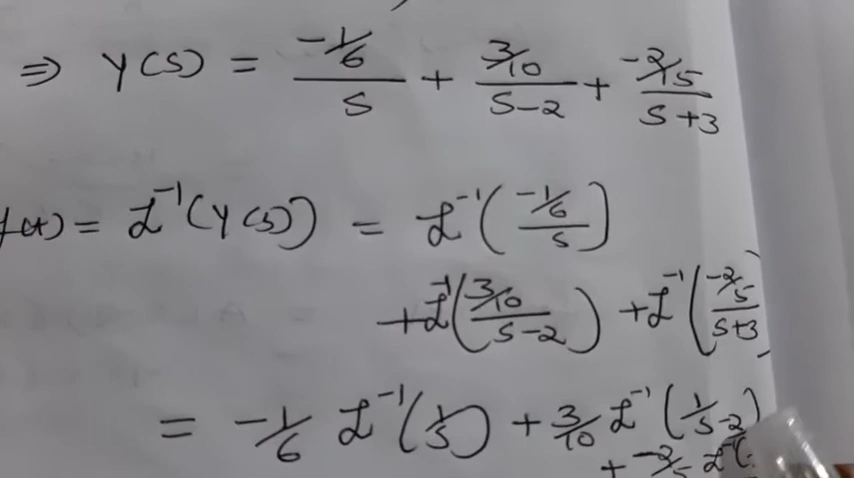 ⇒ Y(s) = (-1/6)/s + (3/10)/(s-2) + (-2/15)/(s+3)
f(t) = ℒ⁻¹(Y(s)) = ℒ⁻¹((-1/6)/s)
+ ℒ⁻¹((3/10)/(s-2)) + ℒ⁻¹((-2/5)/(s+3)
= -1/6 ℒ⁻¹(1/s) + 3/10 ℒ⁻¹(1/s-2)
+ -2/5 ℒ⁻¹(